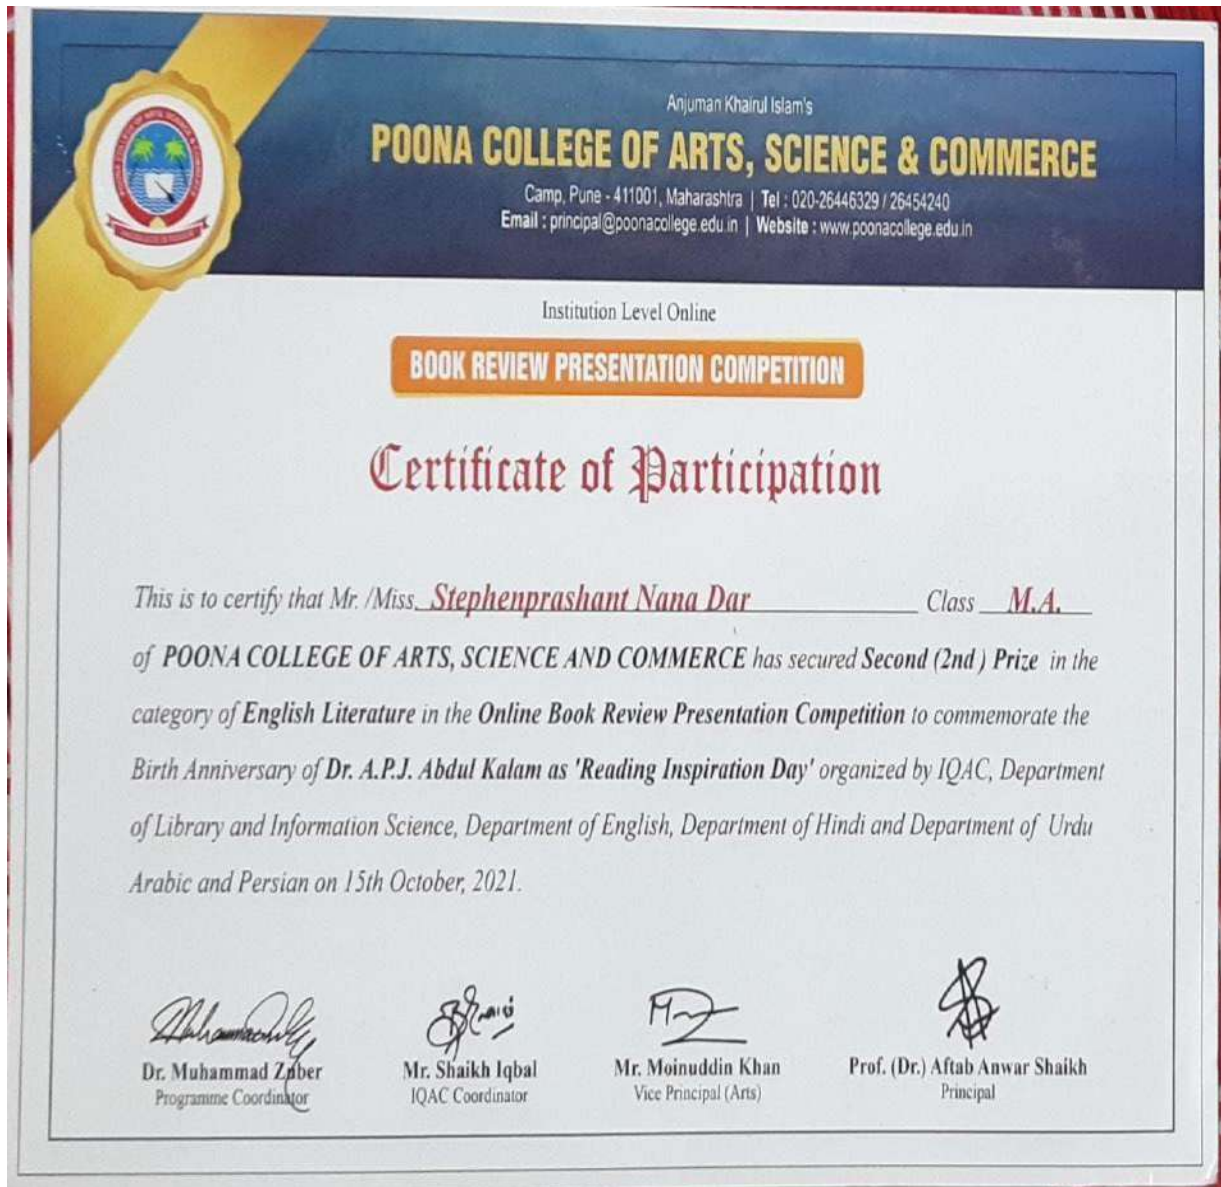 Anjuman Khairul Islam's
POONA COLLEGE OF ARTS, SCIENCE & COMMERCE
Camp, Pune - 411001, Maharashtra | Tel : 020-26446329 / 26454240
Email : principal@poonacollege.edu.in | Website : www.poonacollege.edu.in
Institution Level Online
BOOK REVIEW PRESENTATION COMPETITION
Certificate of Participation
This is to certify that Mr. /Miss. Stephenprashant Nana Dar Class M.A.
of POONA COLLEGE OF ARTS, SCIENCE AND COMMERCE has secured Second (2nd ) Prize in the
category of English Literature in the Online Book Review Presentation Competition to commemorate the
Birth Anniversary of Dr. A.P.J. Abdul Kalam as 'Reading Inspiration Day' organized by IQAC, Department
of Library and Information Science, Department of English, Department of Hindi and Department of Urdu
Arabic and Persian on 15th October, 2021.
Dr. Muhammad Zuber
Programme Coordinator
Mr. Shaikh Iqbal
IQAC Coordinator
Mr. Moinuddin Khan
Vice Principal (Arts)
Prof. (Dr.) Aftab Anwar Shaikh
Principal